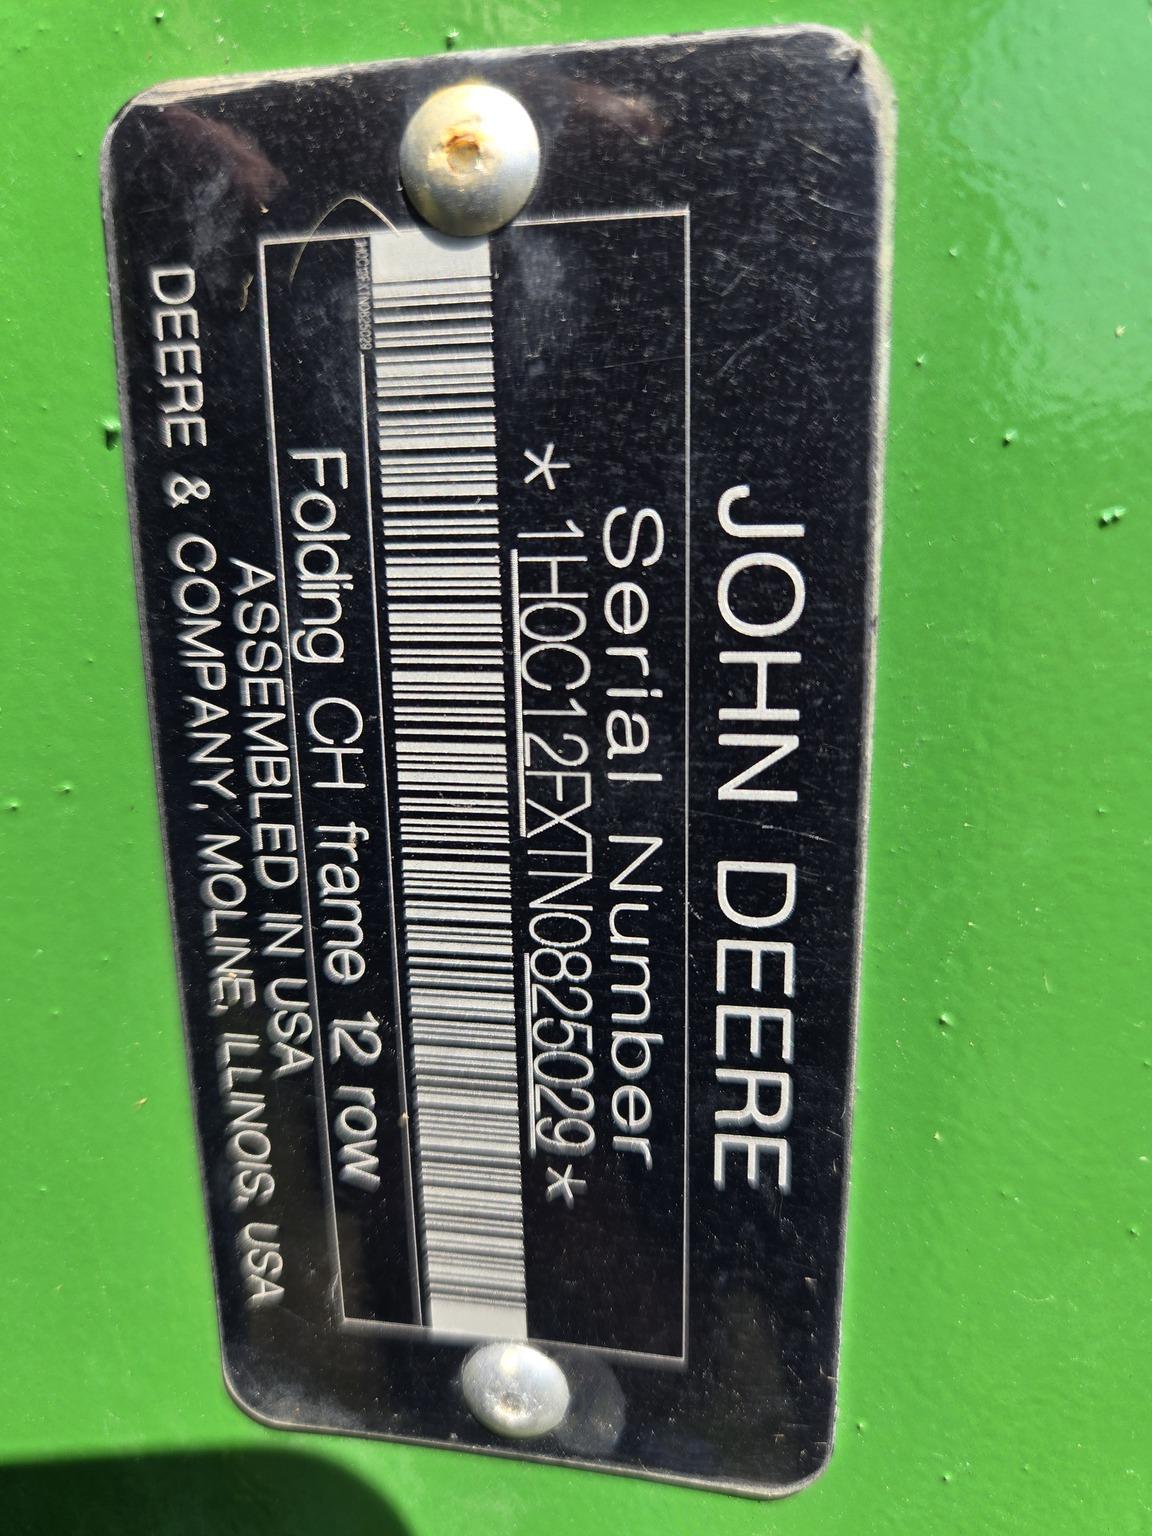 JOHN DEERE
Serial Number
*1H0C12FXTN0825029*
Folding CH frame 12 row
ASSEMBLED IN USA
DEERE & COMPANY, MOLINE, ILLINOIS, USA